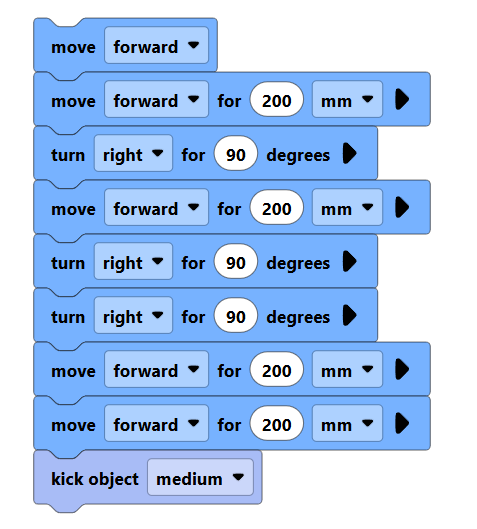 move forward
move forward for 200 mm
turn right for 90 degrees
move forward for 200 mm
turn right for 90 degrees
turn right for 90 degrees
move forward for 200 mm
move forward for 200 mm
kick object medium